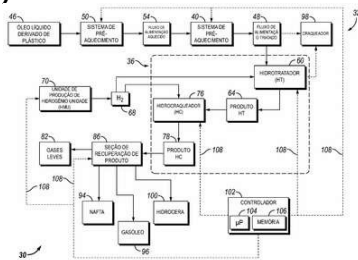 46
ÓLEO LÍQUIDO
DERIVADO DE
PLÁSTICO
50
SISTEMA DE
PRÉ-
AQUECIMENTO
54
FLUXO DE
ALIMENTAÇÃO
AQUECIDO
40
SISTEMA DE
PRÉ-
AQUECIMENTO
48
FLUXO DE
ALIMENTAÇÃO
98
CRAQUEADOR
36
60
HIDROTRATADOR
(HT)
70
UNIDADE DE
PRODUÇÃO DE
HIDROGÊNIO UNIDADE
(HMU)
H₂
68
76
HIDROCRAQUEADOR
(HC)
64
PRODUTO
HT
82
GASES
LEVES
86
SEÇÃO DE
RECUPERAÇÃO DE
PRODUTO
78
PRODUTO
HC
108
108
108
108
102
CONTROLADOR
104
µP
106
MEMÓRIA
94
NAFTA
100
HIDROCERA
GASÓLEO
96
30